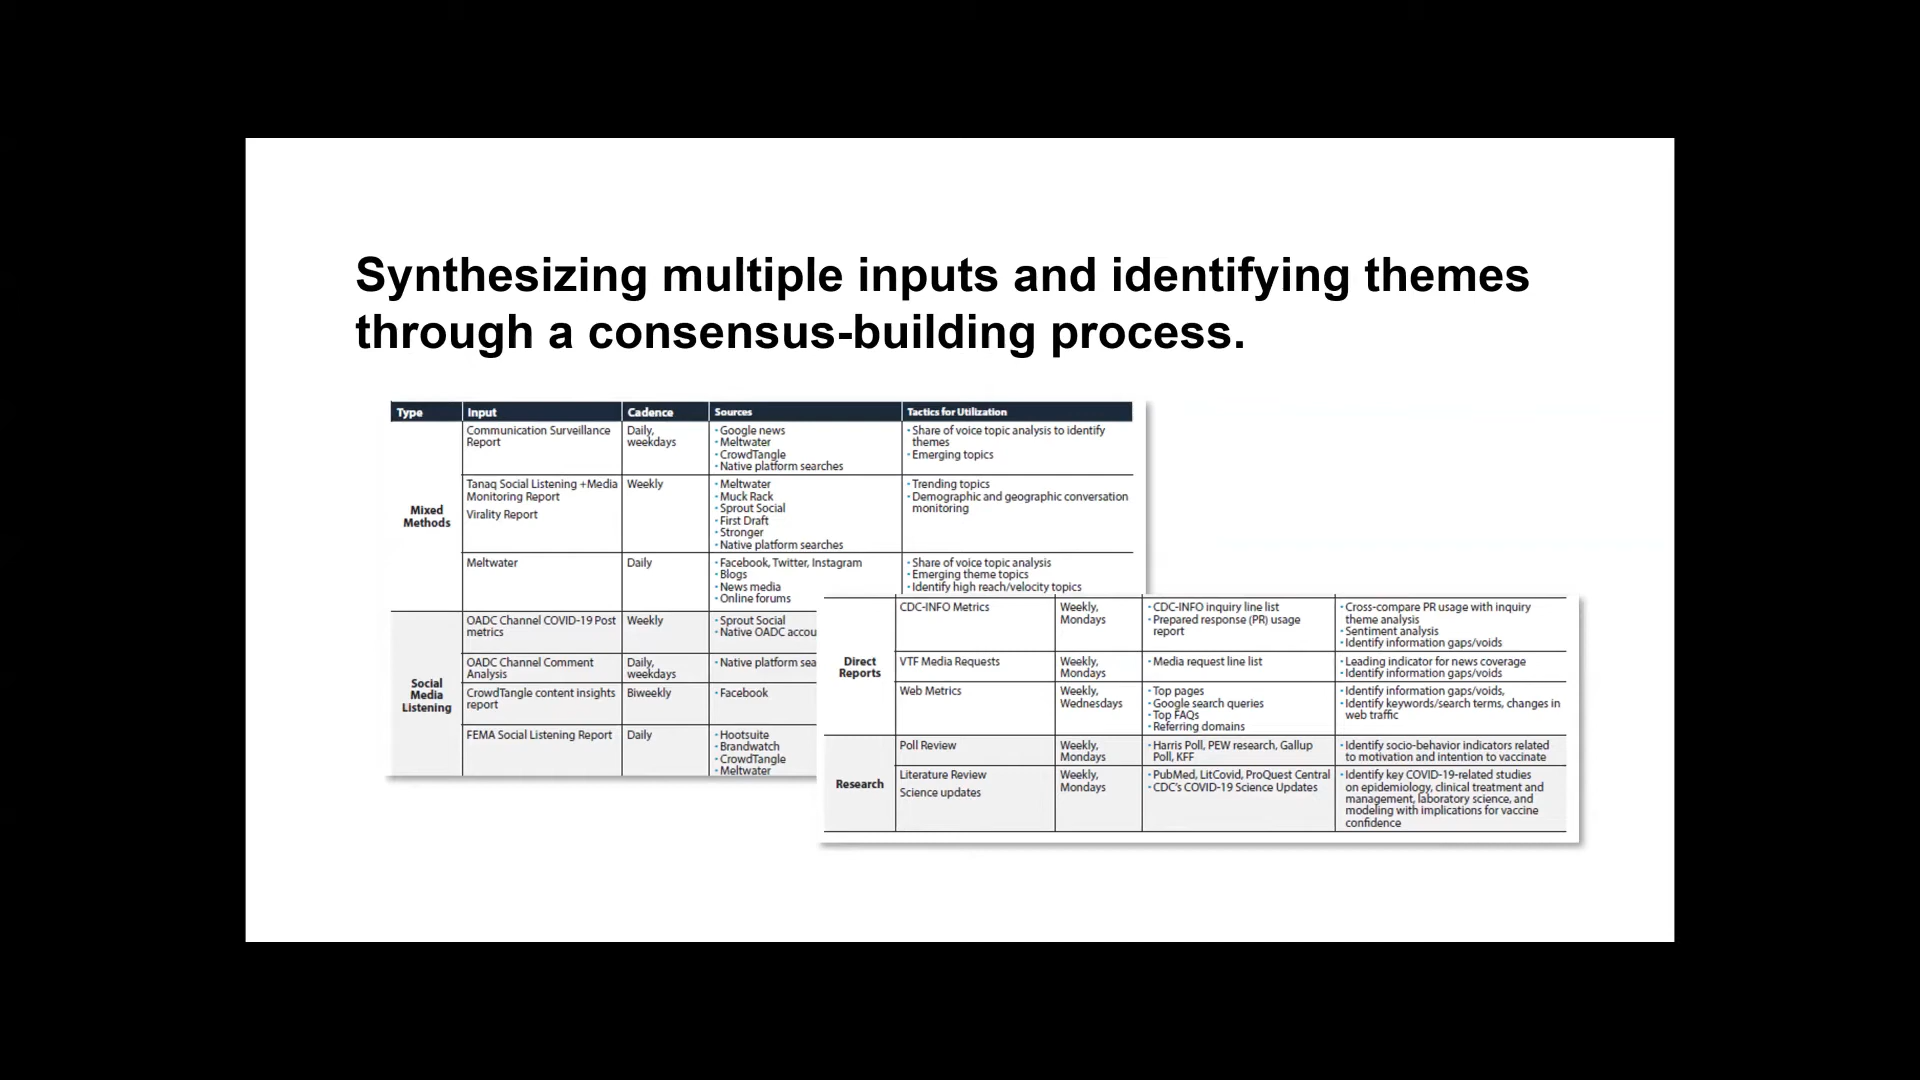 Synthesizing multiple inputs and identifying themes
through a consensus-building process.
Type Input Cadence Sources Tactics for Utilization
Mixed
Methods
Communication Surveillance
Report
Daily,
weekdays
· Google news
· Meltwater
· CrowdTangle
· Native platform searches
· Share of voice topic analysis to identify
themes
· Emerging topics
Tanaq Social Listening +Media
Monitoring Report
Virality Report
Weekly
· Meltwater
· Muck Rack
· Sprout Social
· First Draft
· Stronger
· Native platform searches
· Trending topics
· Demographic and geographic conversation
monitoring
Meltwater
Daily
· Facebook, Twitter, Instagram
· Blogs
· News media
· Online forums
· Share of voice topic analysis
· Emerging theme topics
· Identify high reach/velocity topics
Social
Media
Listening
OADC Channel COVID-19 Post
metrics
Weekly
· Sprout Social
· Native OADC accou
OADC Channel Comment
Analysis
Daily,
weekdays
· Native platform sea
CrowdTangle content insights
report
Biweekly
· Facebook
FEMA Social Listening Report
Daily
· Hootsuite
· Brandwatch
· CrowdTangle
· Meltwater
Direct
Reports
CDC-INFO Metrics
Weekly,
Mondays
· CDC-INFO inquiry line list
· Prepared response (PR) usage
report
· Cross-compare PR usage with inquiry
theme analysis
· Sentiment analysis
· Identify information gaps/voids
VTF Media Requests
Weekly,
Mondays
· Media request line list
· Leading indicator for news coverage
· Identify information gaps/voids
Web Metrics
Weekly,
Wednesdays
· Top pages
· Google search queries
· Top FAQs
· Referring domains
· Identify information gaps/voids,
· Identify keywords/search terms, changes in
web traffic
Research
Poll Review
Weekly,
Mondays
· Harris Poll, PEW research, Gallup
Poll, KFF
· Identify socio-behavior indicators related
to motivation and intention to vaccinate
Literature Review
Science updates
Weekly,
Mondays
· PubMed, LitCovid, ProQuest Central
· CDC's COVID-19 Science Updates
· Identify key COVID-19-related studies
on epidemiology, clinical treatment and
management, laboratory science, and
modeling with implications for vaccine
confidence